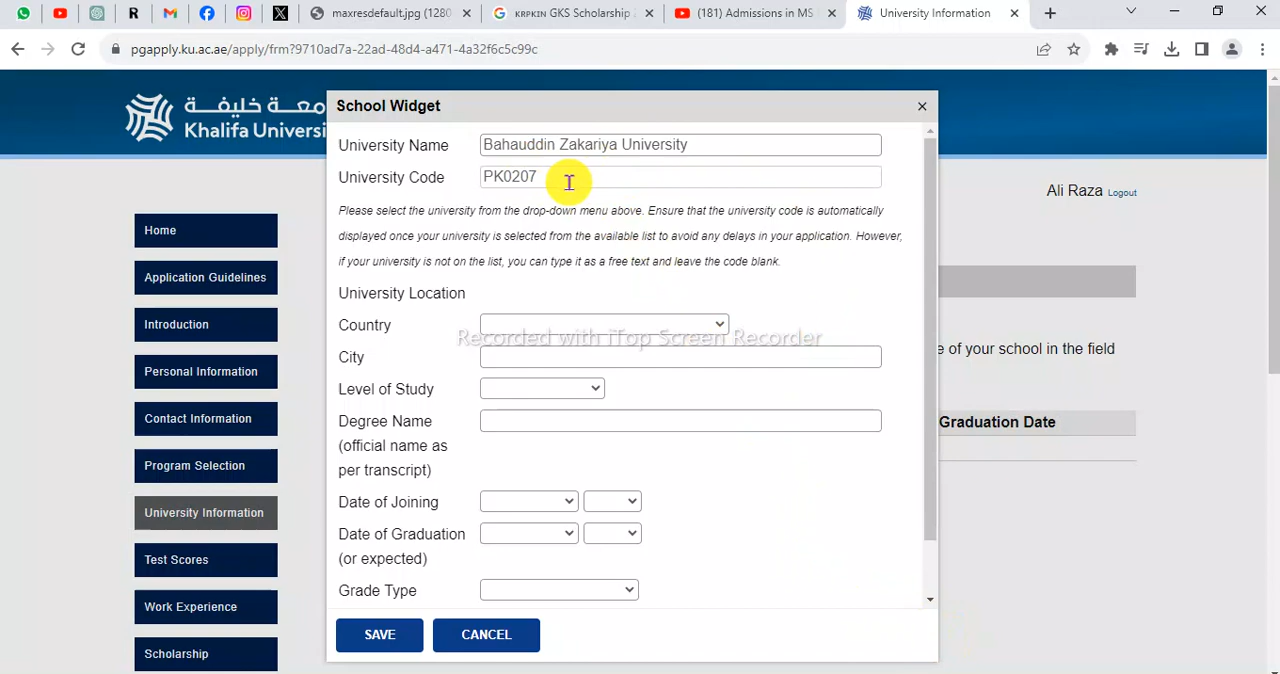 maxresdefault.jpg (1280
KRPKIN GKS Scholarship
(181) Admissions in MS
University Information
pgapply.ku.ac.ae/apply/frm?9710ad7a-22ad-48d4-a471-4a32f6c5c99c
جامعة خليفة
Khalifa Universi
Ali Raza Logout
Home
Application Guidelines
Introduction
Personal Information
Contact Information
Program Selection
University Information
Test Scores
Work Experience
Scholarship
School Widget
University Name
Bahauddin Zakariya University
University Code
PK0207
Please select the university from the drop-down menu above. Ensure that the university code is automatically
displayed once your university is selected from the available list to avoid any delays in your application. However,
if your university is not on the list, you can type it as a free text and leave the code blank.
University Location
Country
Recorded with iTop Screen Recorder
City
Level of Study
Degree Name
(official name as
per transcript)
Date of Joining
Date of Graduation
(or expected)
Grade Type
SAVE
CANCEL
e of your school in the field
Graduation Date